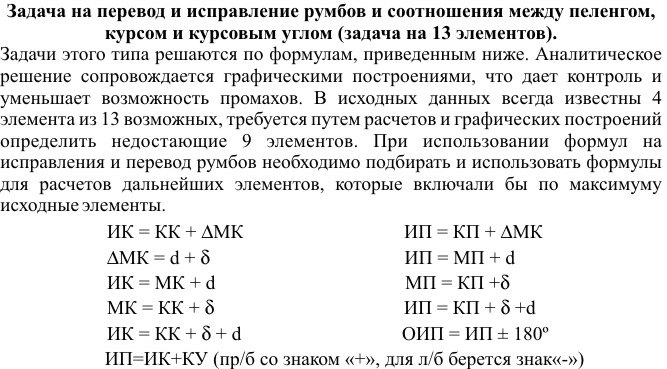 Задача на перевод и исправление румбов и соотношения между пеленгом,
курсом и курсовым углом (задача на 13 элементов).
Задачи этого типа решаются по формулам, приведенным ниже. Аналитическое
решение сопровождается графическими построениями, что дает контроль и
уменьшает возможность промахов. В исходных данных всегда известны 4
элемента из 13 возможных, требуется путем расчетов и графических построений
определить недостающие 9 элементов. При использовании формул на
исправления и перевод румбов необходимо подбирать и использовать формулы
для расчетов дальнейших элементов, которые включали бы по максимуму
исходные элементы.
ИК = КК + ΔМК ИП = КП + ΔМК
ΔМК = d + δ ИП = МП + d
ИК = МК + d МП = КП +δ
МК = КК + δ ИП = КП + δ +d
ИК = КК + δ + d ОИП = ИП ± 180º
ИП=ИК+КУ (пр/б со знаком «+», для л/б берется знак«-»)